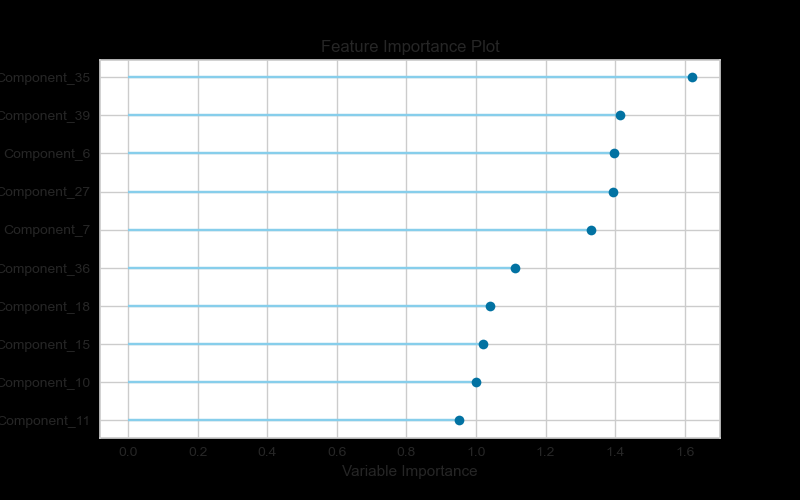 Feature Importance Plot
Component_35
Component_39
Component_6
Component_27
Component_7
Component_36
Component_18
Component_15
Component_10
Component_11
0.0 0.2 0.4 0.6 0.8 1.0 1.2 1.4 1.6
Variable Importance